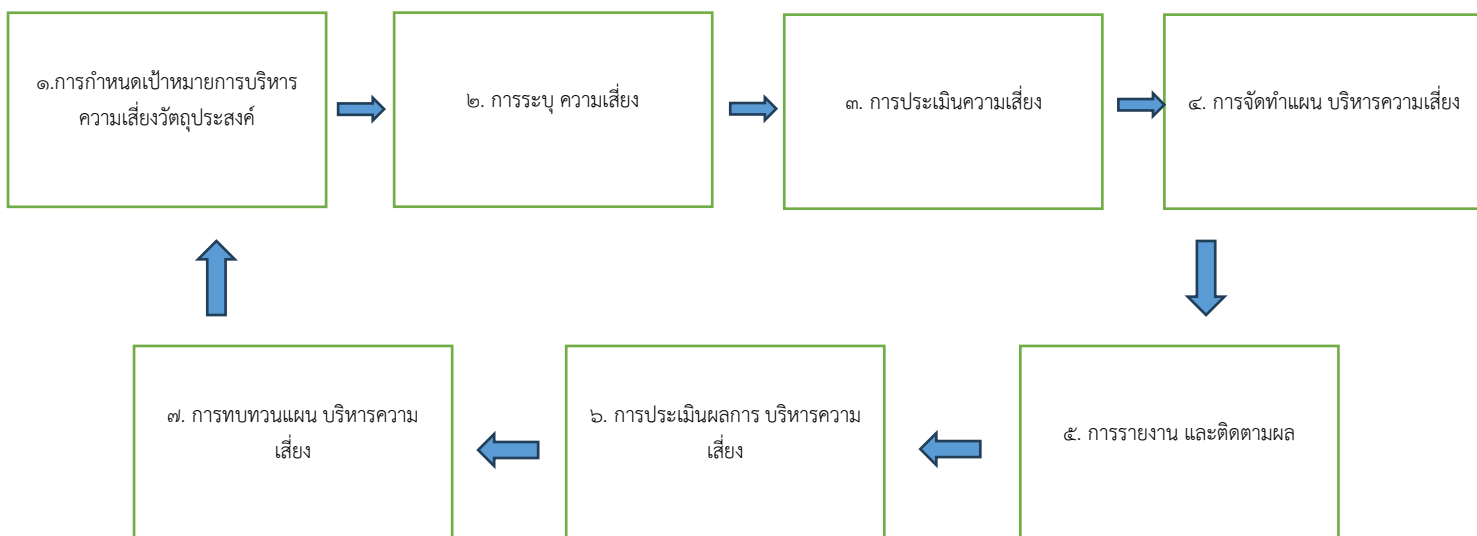 ๑.การกำหนดเป้าหมายการบริหาร
ความเสี่ยงวัตถุประสงค์
๒. การระบุ ความเสี่ยง
๓. การประเมินความเสี่ยง
๔. การจัดทำแผน บริหารความเสี่ยง
๗. การทบทวนแผน บริหารความ
เสี่ยง
๖. การประเมินผลการ บริหารความ
เสี่ยง
๕. การรายงาน และติดตามผล